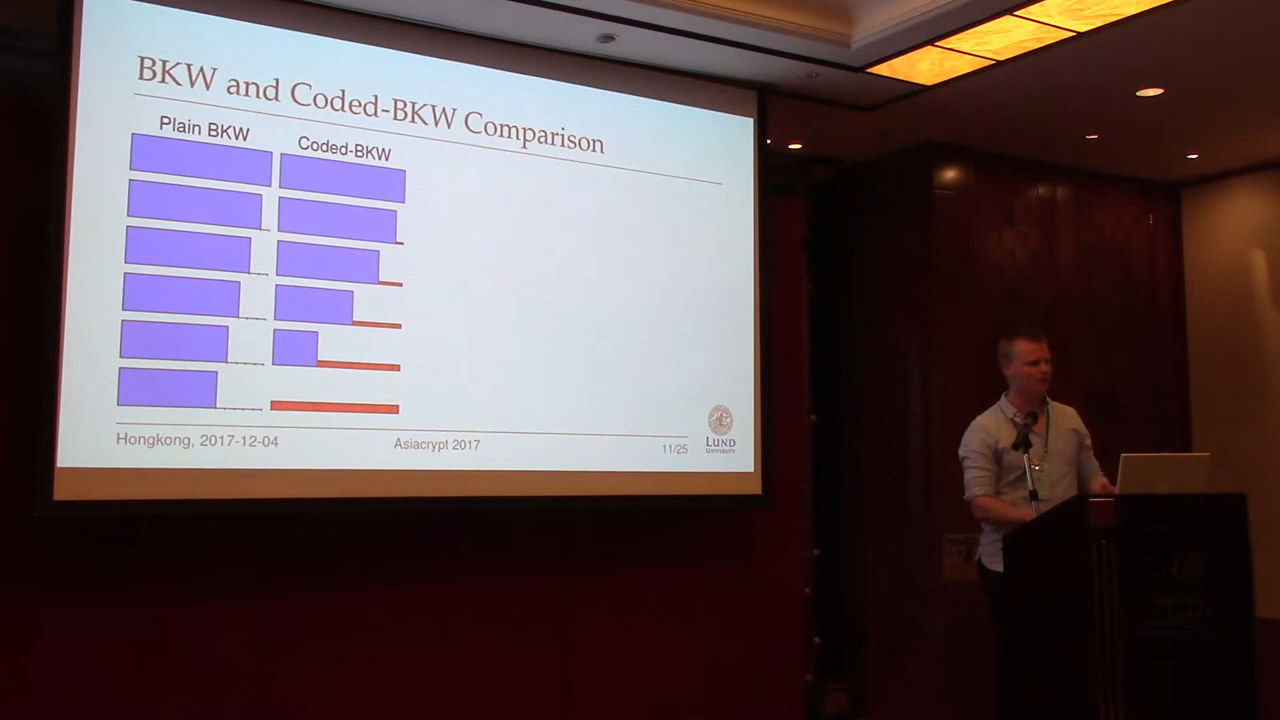 BKW and Coded-BKW Comparison
Plain BKW
Coded-BKW
Hongkong, 2017-12-04
Asiacrypt 2017
11/25
LUND
UNIVERSITY